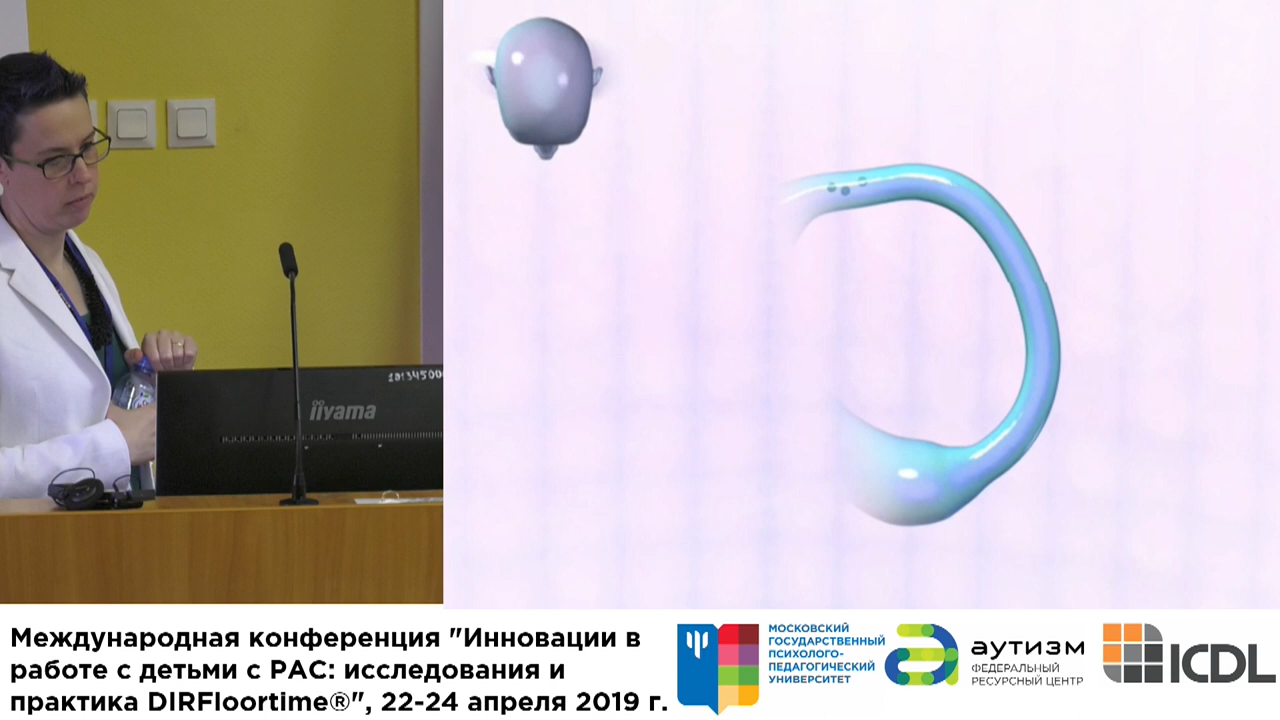 iiyama
Международная конференция "Инновации в
работе с детьми с РАС: исследования и
практика DIRFloortime®", 22-24 апреля 2019 г.
МОСКОВСКИЙ
ГОСУДАРСТВЕННЫЙ
ПСИХОЛОГО-
ПЕДАГОГИЧЕСКИЙ
УНИВЕРСИТЕТ
аутизм
ФЕДЕРАЛЬНЫЙ
РЕСУРСНЫЙ ЦЕНТР
ICDL